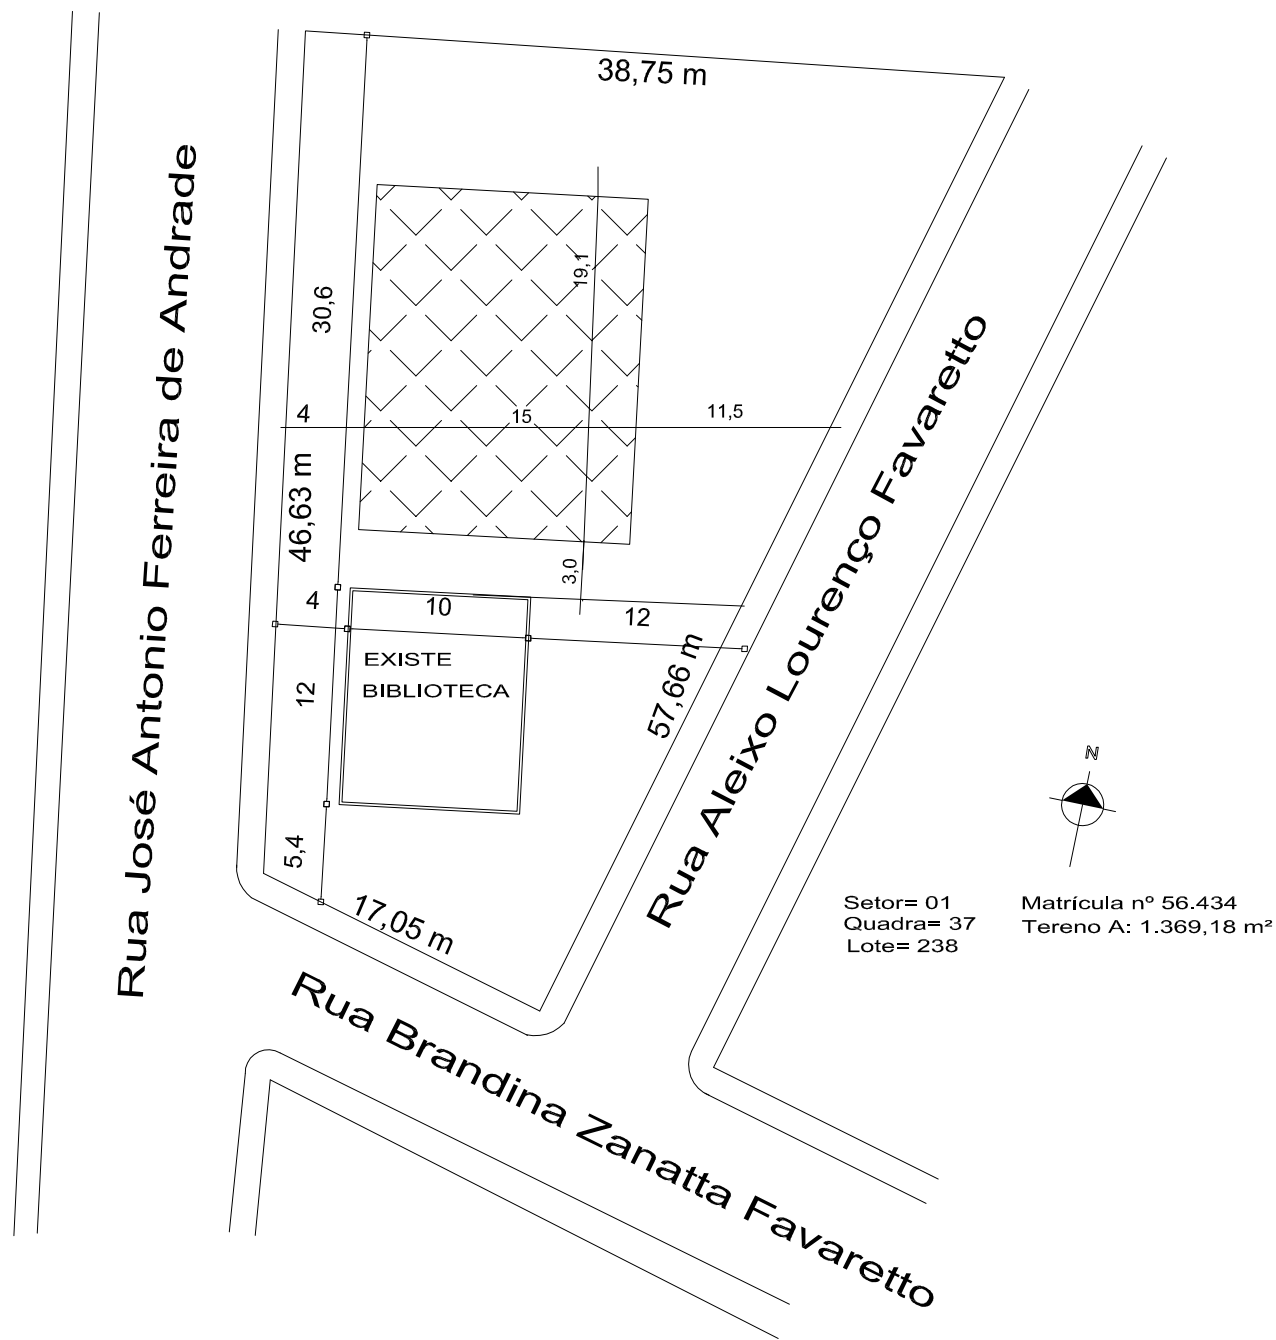 38,75 m
Rua José Antonio Ferreira de Andrade
30,6
19,1
4
15
11,5
46,63 m
3,0
4
10
12
EXISTE
BIBLIOTECA
12
57,66 m
Rua Aleixo Lourenço Favaretto
5,4
17,05 m
N
Setor= 01
Quadra= 37
Lote= 238
Matrícula nº 56.434
Tereno A: 1.369,18 m²
Rua Brandina Zanatta Favaretto